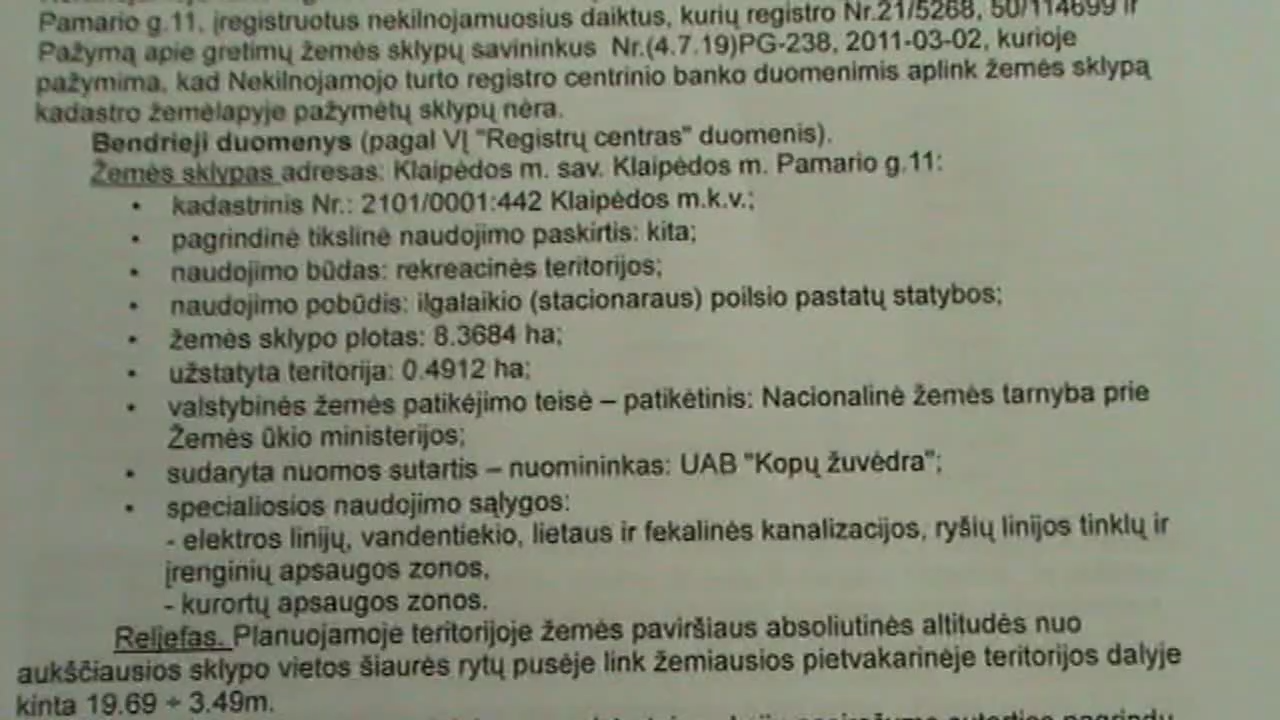 Pamario g.11, įregistruotus nekilnojamuosius daiktus, kurių registro Nr.21/5268, 50/114699 ir
Pažymą apie gretimų žemės sklypų savininkus Nr.(4.7.19)PG-238, 2011-03-02, kurioje
pažymima, kad Nekilnojamojo turto registro centrinio banko duomenimis aplink žemės sklypą
kadastro žemėlapyje pažymėtų sklypų nėra.
Bendrieji duomenys (pagal VĮ "Registrų centras" duomenis).
Žemės sklypas adresas: Klaipėdos m. sav. Klaipėdos m. Pamario g.11:
• kadastrinis Nr.: 2101/0001:442 Klaipėdos m.k.v.;
• pagrindinė tikslinė naudojimo paskirtis: kita;
• naudojimo būdas: rekreacinės teritorijos;
• naudojimo pobūdis: ilgalaikio (stacionaraus) poilsio pastatų statybos;
• žemės sklypo plotas: 8.3684 ha;
• užstatyta teritorija: 0.4912 ha;
• valstybinės žemės patikėjimo teisė – patikėtinis: Nacionalinė žemės tarnyba prie
Žemės ūkio ministerijos;
• sudaryta nuomos sutartis – nuomininkas: UAB "Kopų žuvėdra";
• specialiosios naudojimo sąlygos:
- elektros linijų, vandentiekio, lietaus ir fekalinės kanalizacijos, ryšių linijos tinklų ir
įrenginių apsaugos zonos,
- kurortų apsaugos zonos.
Reljefas. Planuojamoje teritorijoje žemės paviršiaus absoliutinės altitudės nuo
aukščiausios sklypo vietos šiaurės rytų pusėje link žemiausios pietvakarinėje teritorijos dalyje
kinta 19.69 ÷ 3.49m.